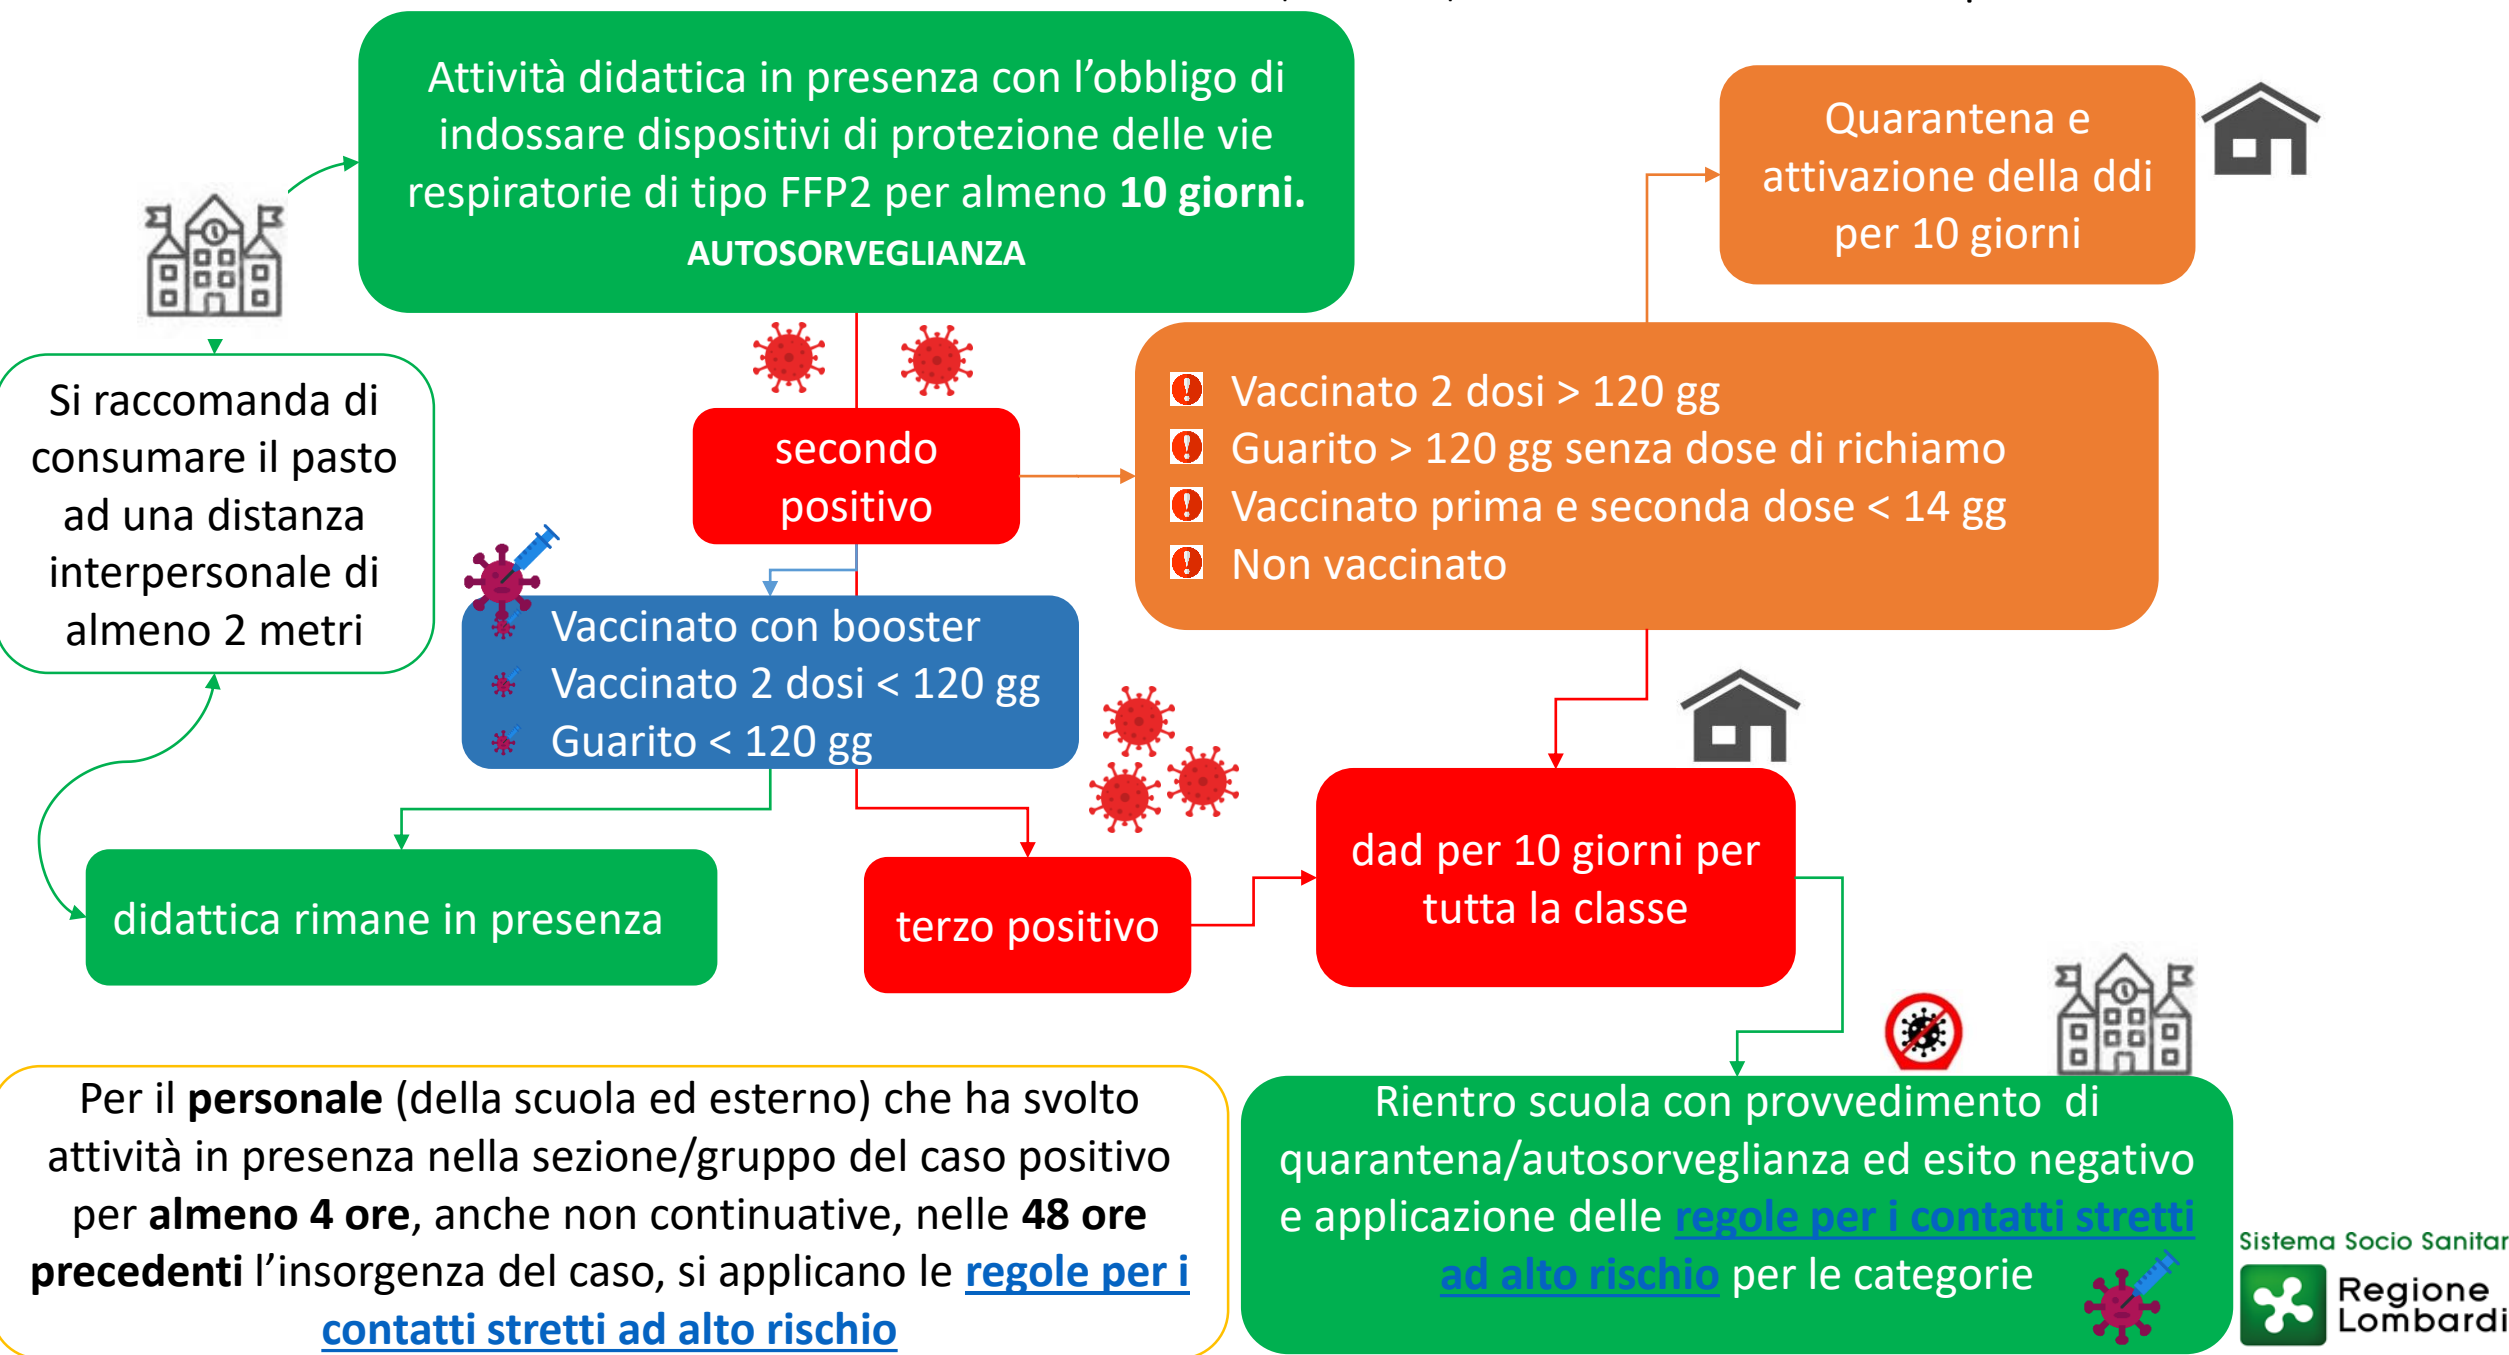 Attività didattica in presenza con l'obbligo di
indossare dispositivi di protezione delle vie
respiratorie di tipo FFP2 per almeno 10 giorni.
AUTOSORVEGLIANZA
Quarantena e
attivazione della ddi
per 10 giorni
Si raccomanda di
consumare il pasto
ad una distanza
interpersonale di
almeno 2 metri
secondo
positivo
Vaccinato 2 dosi > 120 gg
Guarito > 120 gg senza dose di richiamo
Vaccinato prima e seconda dose < 14 gg
Non vaccinato
Vaccinato con booster
Vaccinato 2 dosi < 120 gg
Guarito < 120 gg
didattica rimane in presenza
terzo positivo
dad per 10 giorni per
tutta la classe
Per il personale (della scuola ed esterno) che ha svolto
attività in presenza nella sezione/gruppo del caso positivo
per almeno 4 ore, anche non continuative, nelle 48 ore
precedenti l'insorgenza del caso, si applicano le regole per i
contatti stretti ad alto rischio
Rientro scuola con provvedimento di
quarantena/autosorveglianza ed esito negativo
e applicazione delle regole per i contatti stretti
ad alto rischio per le categorie
Sistema Socio Sanitar
Regione
Lombardi